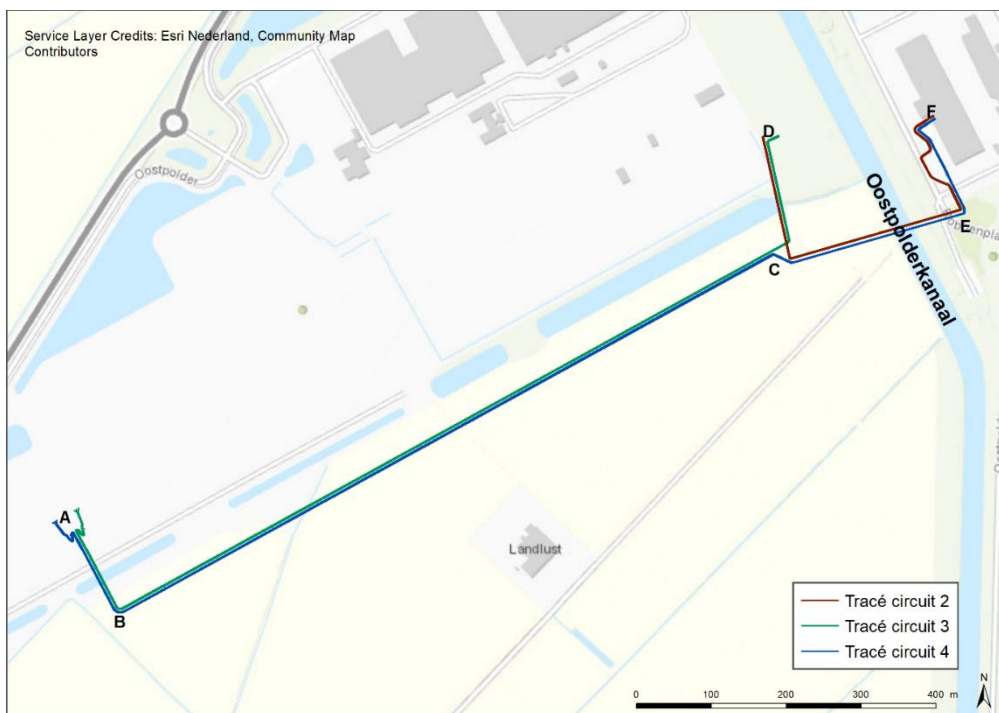 Service Layer Credits: Esri Nederland, Community Map
Contributors
Oostpolder
D
F
Oostpolderkanaal
E
C
A
B
Landlust
Tracé circuit 2
Tracé circuit 3
Tracé circuit 4
N
0 100 200 300 400 m